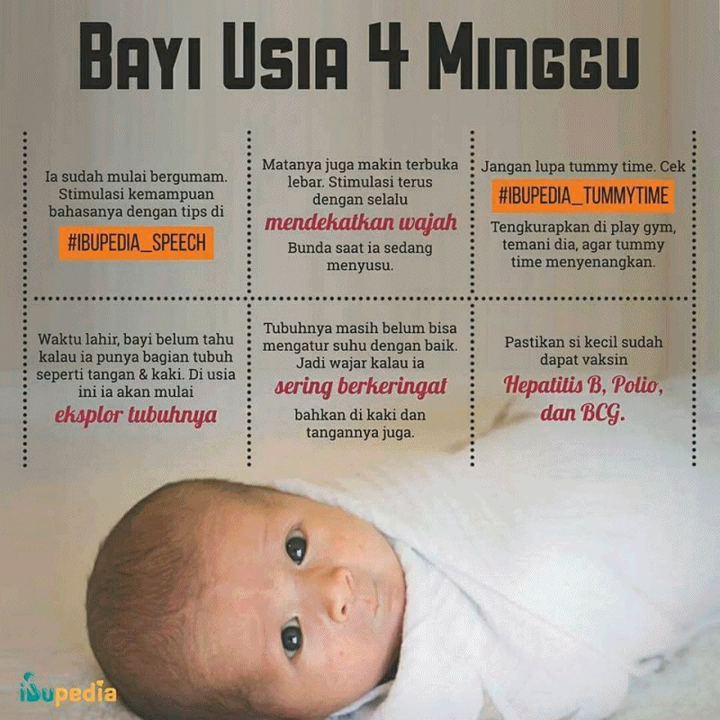 BAYI USIA 4 MINGGU
Ia sudah mulai bergumam.
Stimulasi kemampuan
bahasanya dengan tips di
#IBUPEDIA_SPEECH
Matanya juga makin terbuka
lebar. Stimulasi terus
dengan selalu
mendekatkan wajah
Bunda saat ia sedang
menyusu.
Jangan lupa tummy time. Cek
#IBUPEDIA_TUMMYTIME
Tengkurapkan di play gym,
temani dia, agar tummy
time menyenangkan.
Waktu lahir, bayi belum tahu
kalau ia punya bagian tubuh
seperti tangan & kaki. Di usia
ini ia akan mulai
eksplor tubuhnya
Tubuhnya masih belum bisa
mengatur suhu dengan baik.
Jadi wajar kalau ia
sering berkeringat
bahkan di kaki dan
tangannya juga.
Pastikan si kecil sudah
dapat vaksin
Hepatitis B, Polio,
dan BCG.
ibupedia